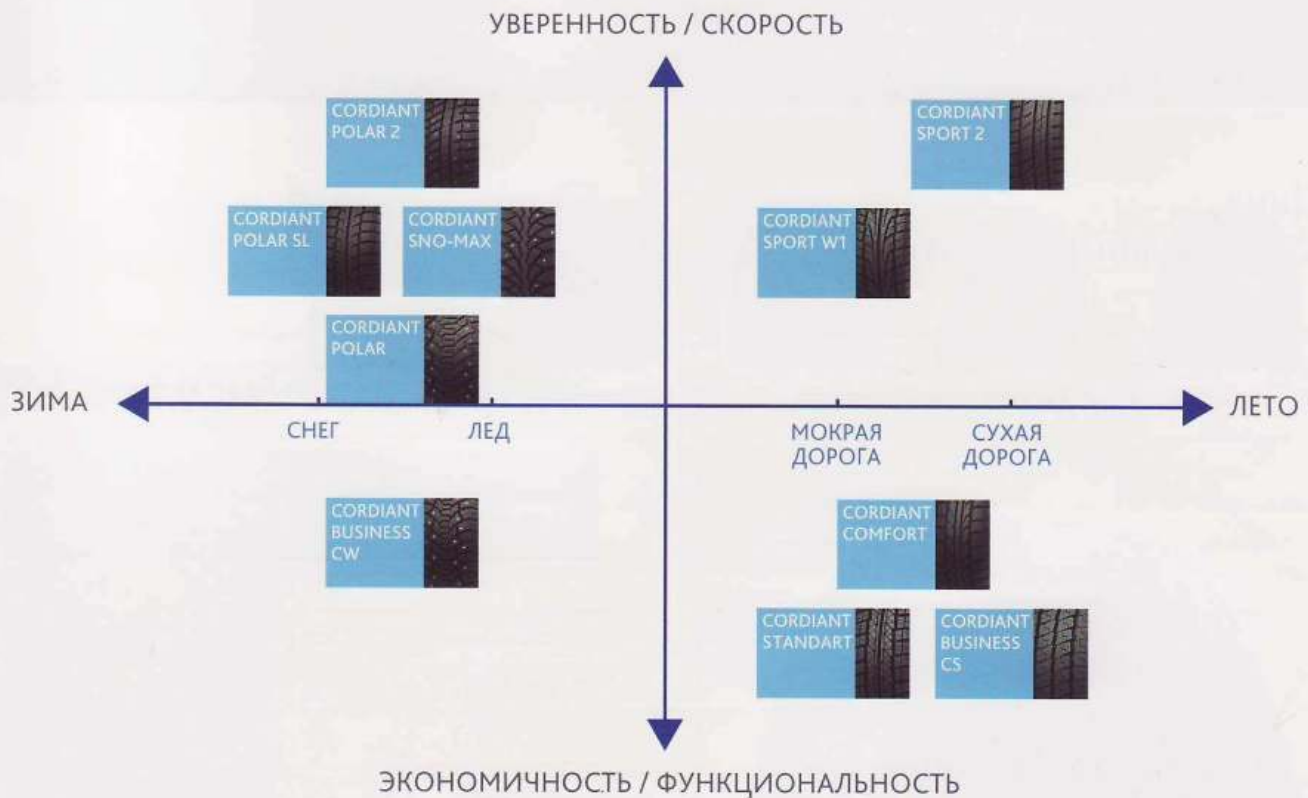 УВЕРЕННОСТЬ / СКОРОСТЬ
CORDIANT
POLAR 2
CORDIANT
SPORT 2
CORDIANT
POLAR SL
CORDIANT
SNO-MAX
CORDIANT
SPORT W1
CORDIANT
POLAR
ЗИМА
ЛЕТО
СНЕГ
ЛЕД
МОКРАЯ
ДОРОГА
СУХАЯ
ДОРОГА
CORDIANT
BUSINESS
CW
CORDIANT
COMFORT
CORDIANT
STANDART
CORDIANT
BUSINESS
CS
ЭКОНОМИЧНОСТЬ / ФУНКЦИОНАЛЬНОСТЬ